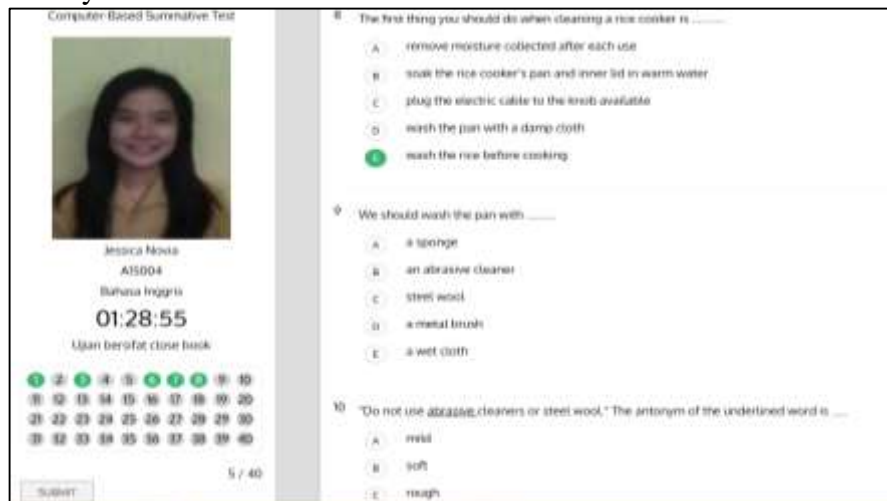 Computer-Based Summative Test
Jessica Novia
A15004
Bahasa Inggris
01:28:55
Ujian bersifat close book
1 2 3 4 5 6 7 8 9 10
11 12 13 14 15 16 17 18 19 20
21 22 23 24 25 26 27 28 29 30
31 32 33 34 35 36 37 38 39 40
5 / 40
SUBMIT
8 The first thing you should do when cleaning a rice cooker is ........
A remove moisture collected after each use
B soak the rice cooker's pan and inner lid in warm water
C plug the electric cable to the knob available
D wash the pan with a damp cloth
E wash the rice before cooking
9 We should wash the pan with ........
A a sponge
B an abrasive cleaner
C steel wool
D a metal brush
E a wet cloth
10 "Do not use abrasive cleaners or steel wool." The antonym of the underlined word is ....
A mild
B soft
C rough